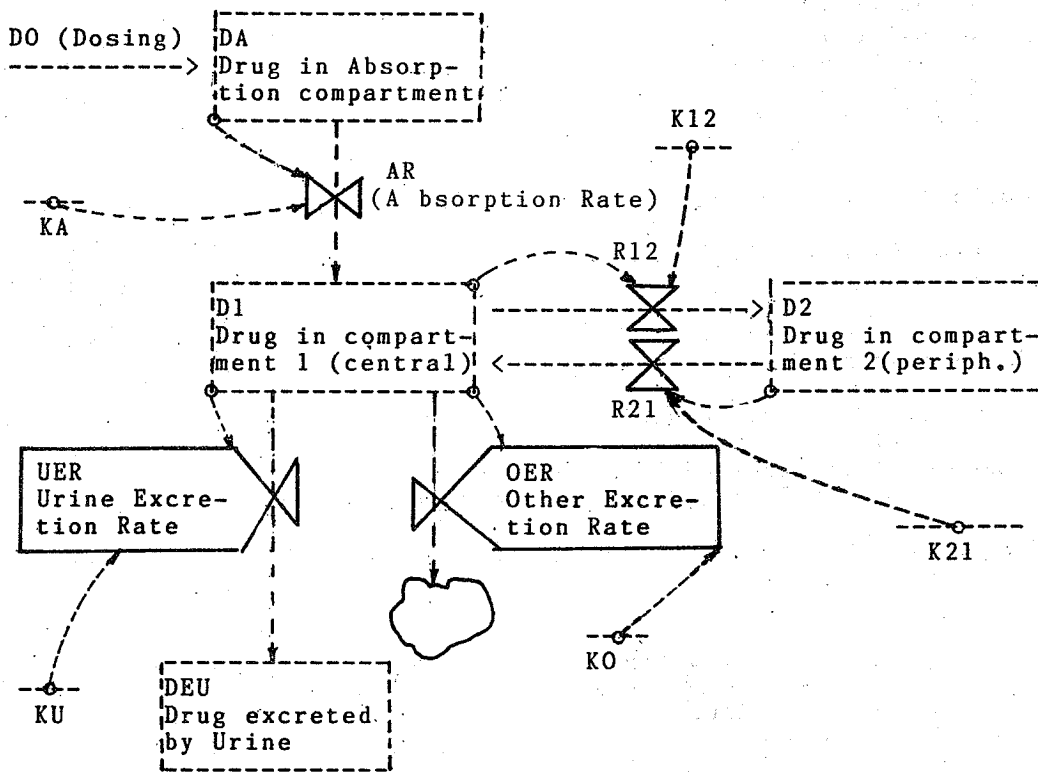 DO (Dosing)
DA
Drug in Absorp-
tion compartment
K12
AR
(A bsorption Rate)
KA
R12
D1
Drug in compart-
ment 1 (central)
D2
Drug in compart-
ment 2(periph.)
R21
UER
Urine Excre-
tion Rate
OER
Other Excre-
tion Rate
K21
KO
KU
DEU
Drug excreted
by Urine